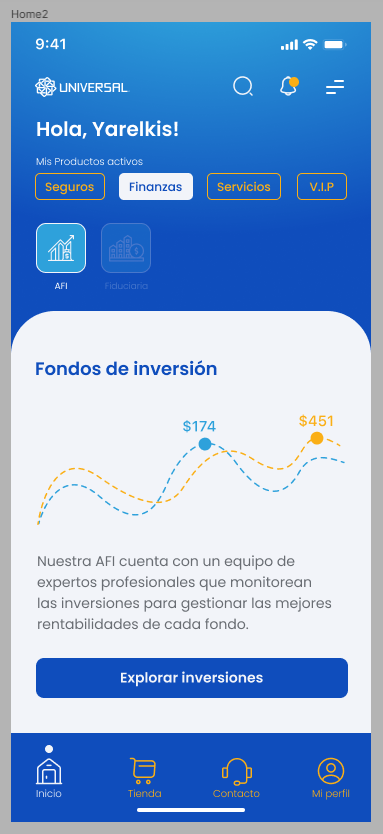 Home2
9:41
UNIVERSAL
Hola, Yarelkis!
Mis Productos activos
Seguros Finanzas Servicios V.I.P
AFI Fiduciaria
Fondos de inversión
$174 $451
Nuestra AFI cuenta con un equipo de
expertos profesionales que monitorean
las inversiones para gestionar las mejores
rentabilidades de cada fondo.
Explorar inversiones
Inicio Tienda Contacto Mi perfil